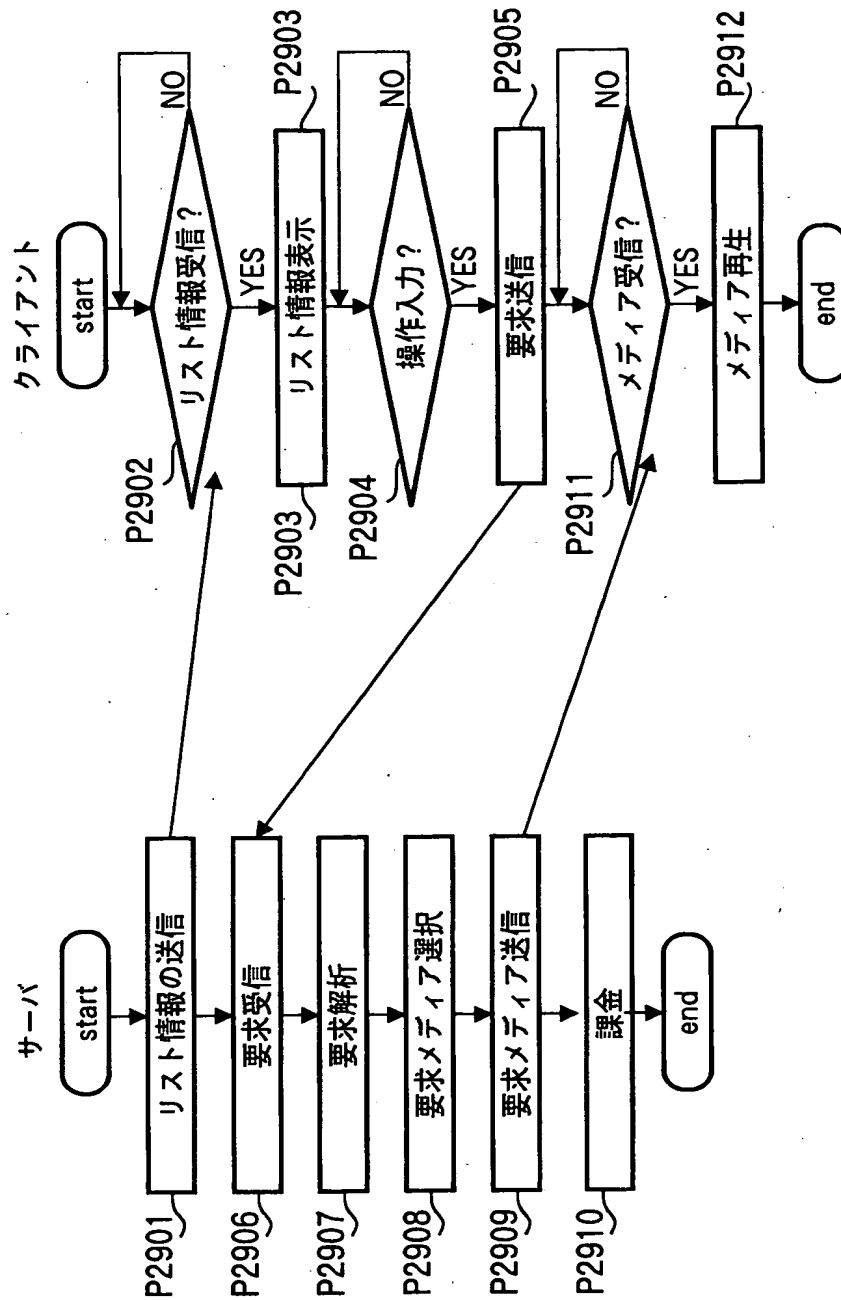 サーバ
start
P2901
リスト情報の送信
P2906
要求受信
P2907
要求解析
P2908
要求メディア選択
P2909
要求メディア送信
P2910
課金
end
クライアント
start
P2902
リスト情報受信?
NO
YES
P2903
リスト情報表示
P2903
P2904
操作入力?
NO
YES
要求送信
P2905
P2911
メディア受信?
NO
YES
メディア再生
P2912
end